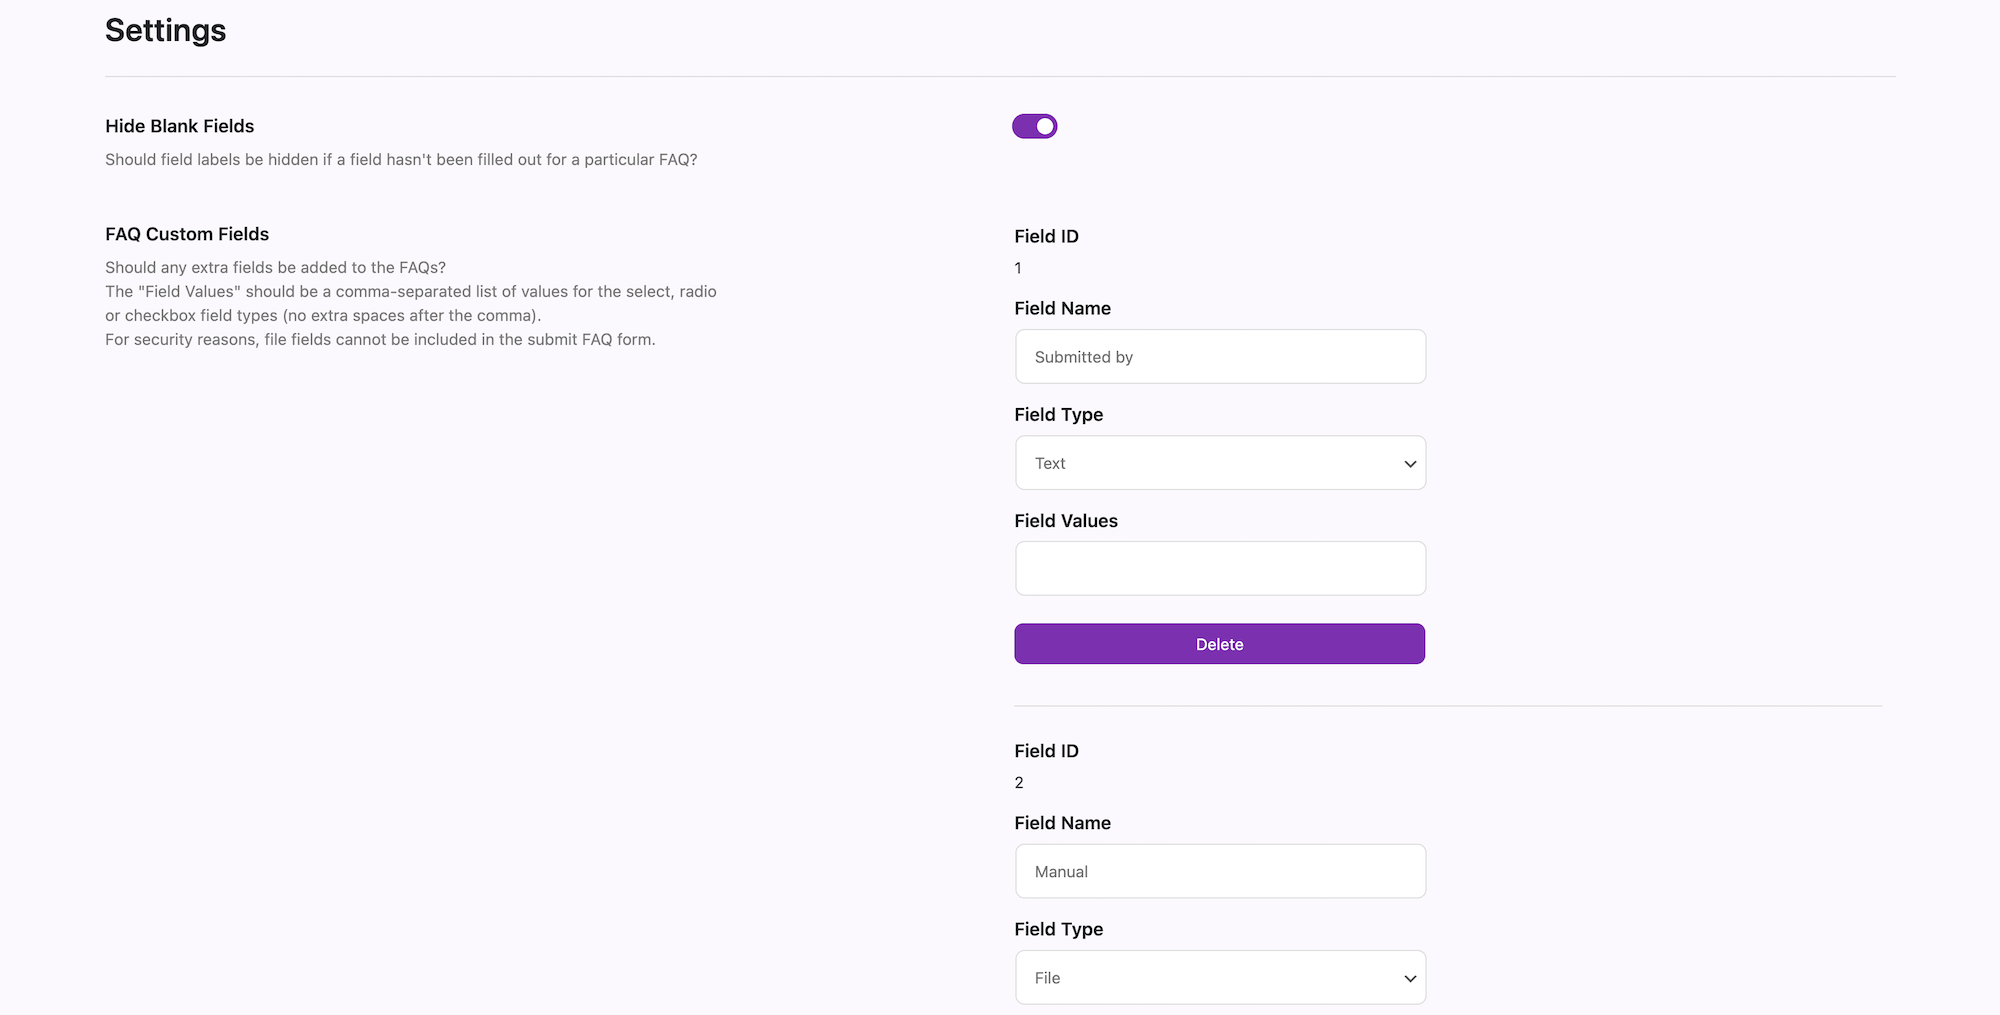 Settings
Hide Blank Fields
Should field labels be hidden if a field hasn't been filled out for a particular FAQ?
FAQ Custom Fields
Should any extra fields be added to the FAQs?
The "Field Values" should be a comma-separated list of values for the select, radio
or checkbox field types (no extra spaces after the comma).
For security reasons, file fields cannot be included in the submit FAQ form.
Field ID
1
Field Name
Submitted by
Field Type
Text
Field Values
Delete
Field ID
2
Field Name
Manual
Field Type
File